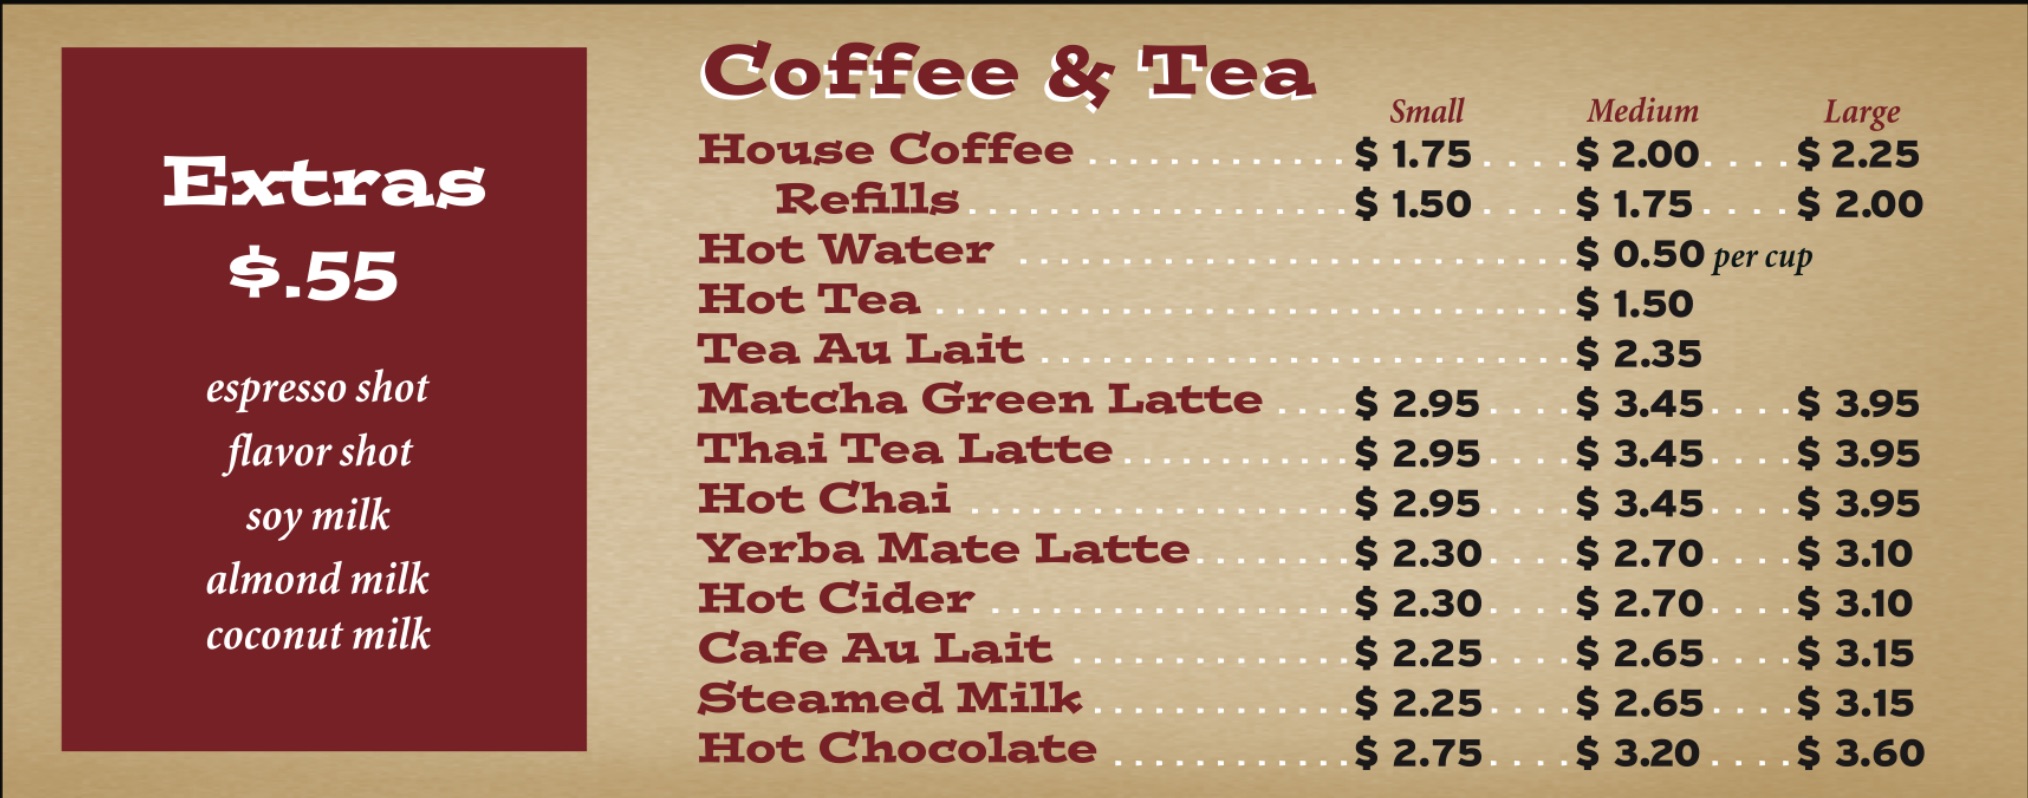 Extras
$.55
espresso shot
flavor shot
soy milk
almond milk
coconut milk
Coffee & Tea
Small Medium Large
House Coffee $ 1.75 $ 2.00 $ 2.25
Refills $ 1.50 $ 1.75 $ 2.00
Hot Water $ 0.50 per cup
Hot Tea $ 1.50
Tea Au Lait $ 2.35
Matcha Green Latte $ 2.95 $ 3.45 $ 3.95
Thai Tea Latte $ 2.95 $ 3.45 $ 3.95
Hot Chai $ 2.95 $ 3.45 $ 3.95
Yerba Mate Latte $ 2.30 $ 2.70 $ 3.10
Hot Cider $ 2.30 $ 2.70 $ 3.10
Cafe Au Lait $ 2.25 $ 2.65 $ 3.15
Steamed Milk $ 2.25 $ 2.65 $ 3.15
Hot Chocolate $ 2.75 $ 3.20 $ 3.60